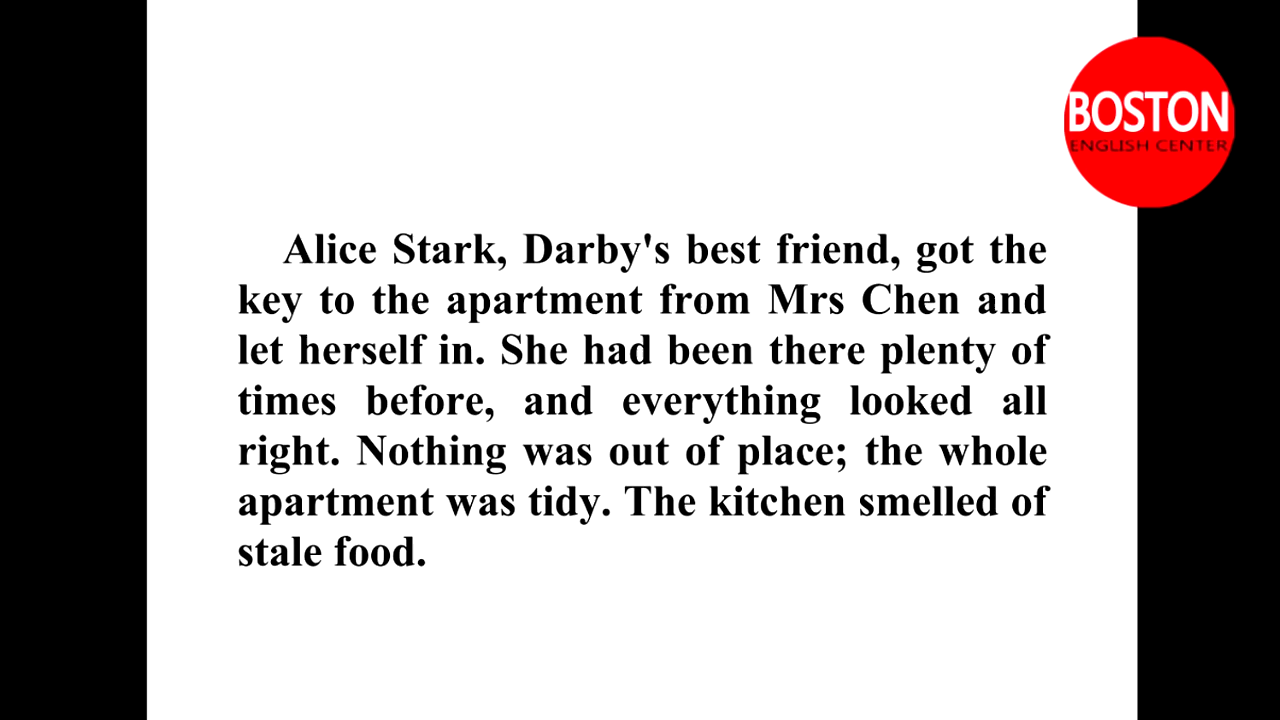 BOSTON
ENGLISH CENTER
Alice Stark, Darby's best friend, got the
key to the apartment from Mrs Chen and
let herself in. She had been there plenty of
times before, and everything looked all
right. Nothing was out of place; the whole
apartment was tidy. The kitchen smelled of
stale food.